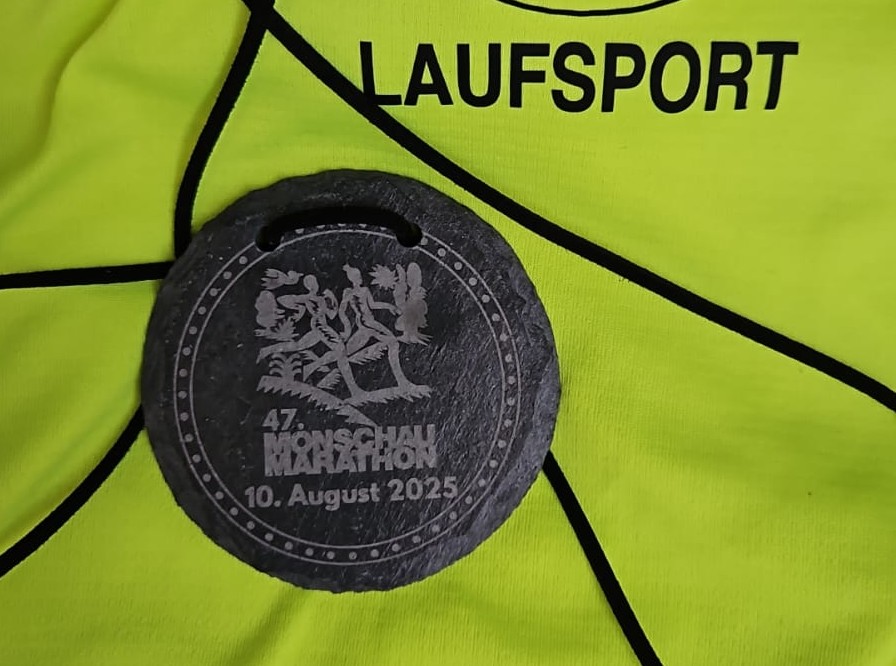 LAUFSPORT
47.
MONSCHAU
MARATHON
10. August 2025